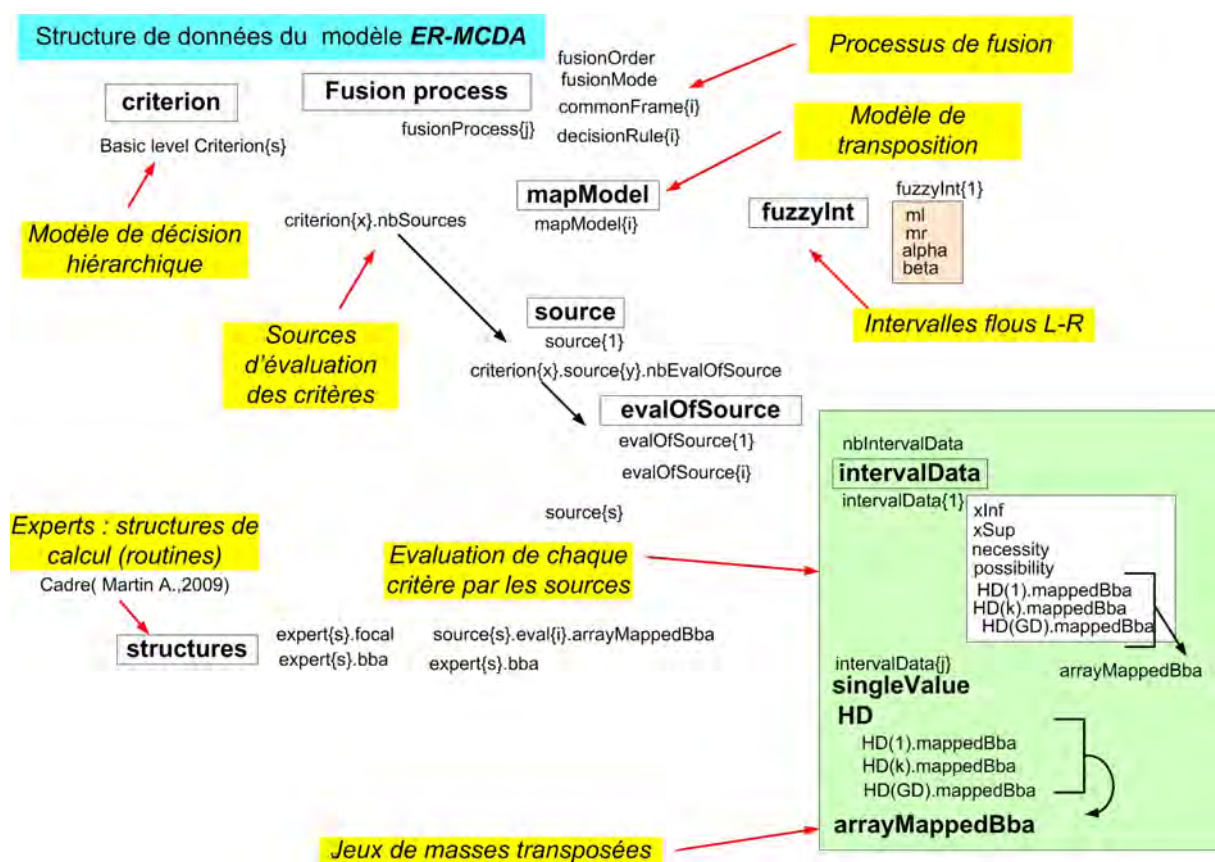 Structure de données du modèle ER-MCDA
criterion
Basic level Criterion{s}
Modèle de décision
hiérarchique
Fusion process
fusionProcess{j}
fusionOrder
fusionMode
commonFrame{i}
decisionRule{i}
Processus de fusion
Modèle de
transposition
mapModel
mapModel{i}
fuzzyInt
fuzzyInt{1}
ml
mr
alpha
beta
Intervalles flous L-R
criterion{x}.nbSources
Sources
d'évaluation
des critères
source
source{1}
criterion{x}.source{y}.nbEvalOfSource
evalOfSource
evalOfSource{1}
evalOfSource{i}
source{s}
Experts : structures de
calcul (routines)
Cadre( Martin A.,2009)
structures
expert{s}.focal
expert{s}.bba
source{s}.eval{i}.arrayMappedBba
expert{s}.bba
Evaluation de chaque
critère par les sources
nbIntervalData
intervalData
intervalData{1}
xInf
xSup
necessity
possibility
HD(1).mappedBba
HD(k).mappedBba
HD(GD).mappedBba
arrayMappedBba
intervalData{j}
singleValue
HD
HD(1).mappedBba
HD(k).mappedBba
HD(GD).mappedBba
arrayMappedBba
Jeux de masses transposées